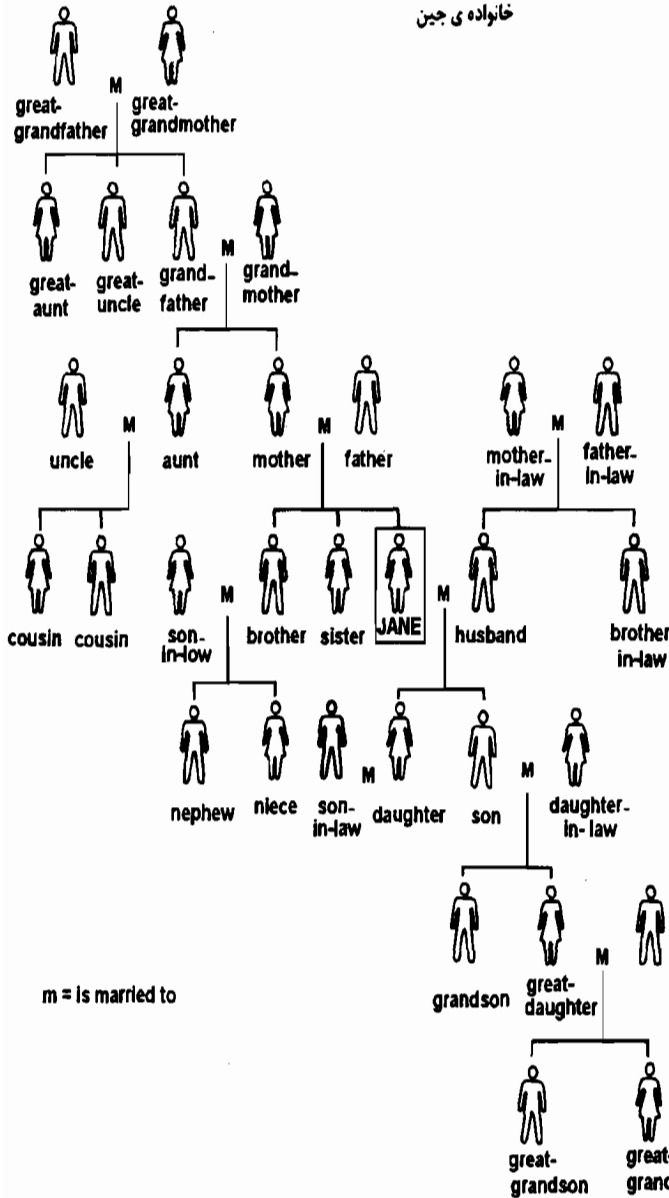 خانواده ی جین
M
great-
grandfather
great-
grandmother
M
great-
aunt
great-
uncle
grand-
father
grand-
mother
M
uncle
aunt
M
mother
father
M
mother-
in-law
father-
in-law
cousin
cousin
son-
in-low
M
brother
sister
JANE
M
husband
brother
in-law
nephew
niece
son-
in-law
M
daughter
son
M
daughter-
in-law
grandson
great-
daughter
M
m = is married to
great-
grandson
great-
grand